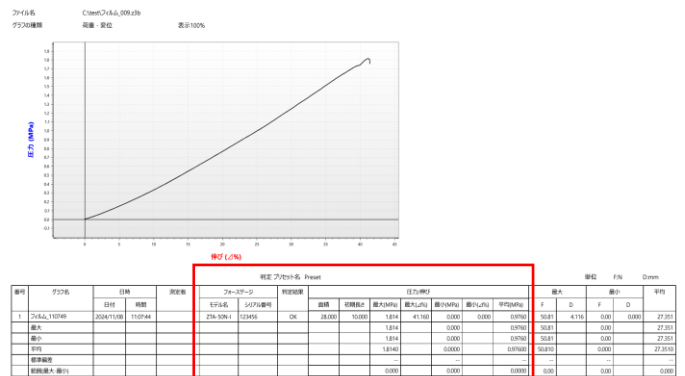 ファイル名 C:\test\フィルム_009.z3b
グラフの種類 荷重 - 変位 表示100%
圧力 (MPa)
1.9
1.8
1.7
1.6
1.5
1.4
1.3
1.2
1.1
1.0
0.9
0.8
0.7
0.6
0.5
0.4
0.3
0.2
0.1
0.0
-0.1
0 5 10 15 20 25 30 35 40 45
伸び (⊿%)
判定 プリセット名 Preset 単位 F:N D:mm
番号 グラフ名 日時 測定者 フォースゲージ 判定結果 圧力/伸び 最大 最小 平均
日付 時間 モデル名 シリアル番号 面積 初期長さ 最大(MPa) 最大(⊿%) 最小(MPa) 最小(⊿%) 平均(MPa) F D F D
1 フィルム_110749 2024/11/08 11:07:44 ZTA-50N-I 123456 OK 28.000 10.000 1.814 41.160 0.000 0.000 0.9760 50.81 4.116 0.00 0.000 27.351
最大 1.814 0.000 0.9760 50.81 0.00 27.351
最小 1.814 0.000 0.9760 50.81 0.00 27.351
平均 1.8140 0.0000 0.97600 50.810 0.000 27.3510
標準偏差 -- -- -- -- -- --
範囲(最大-最小) 0.000 0.000 0.0000 0.00 0.00 0.000